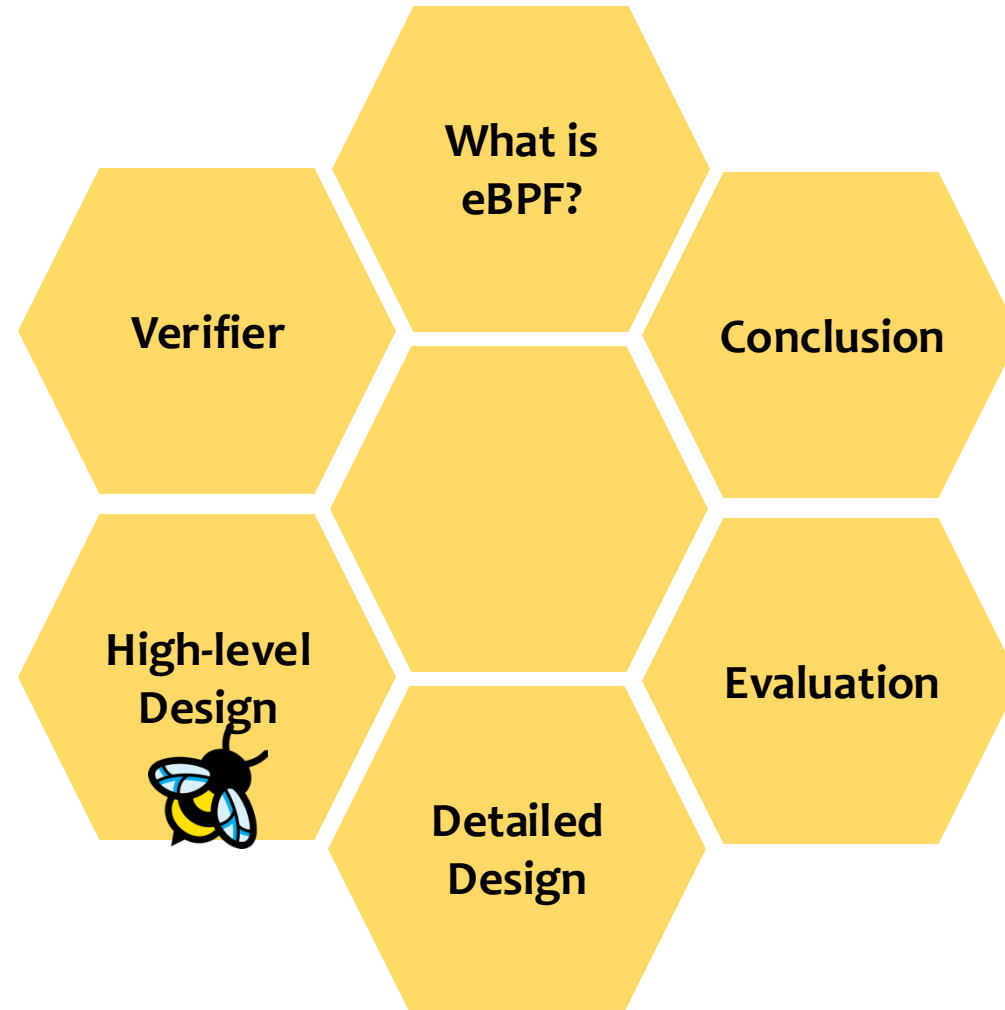 What is
eBPF?
Verifier
Conclusion
High-level
Design
Evaluation
Detailed
Design